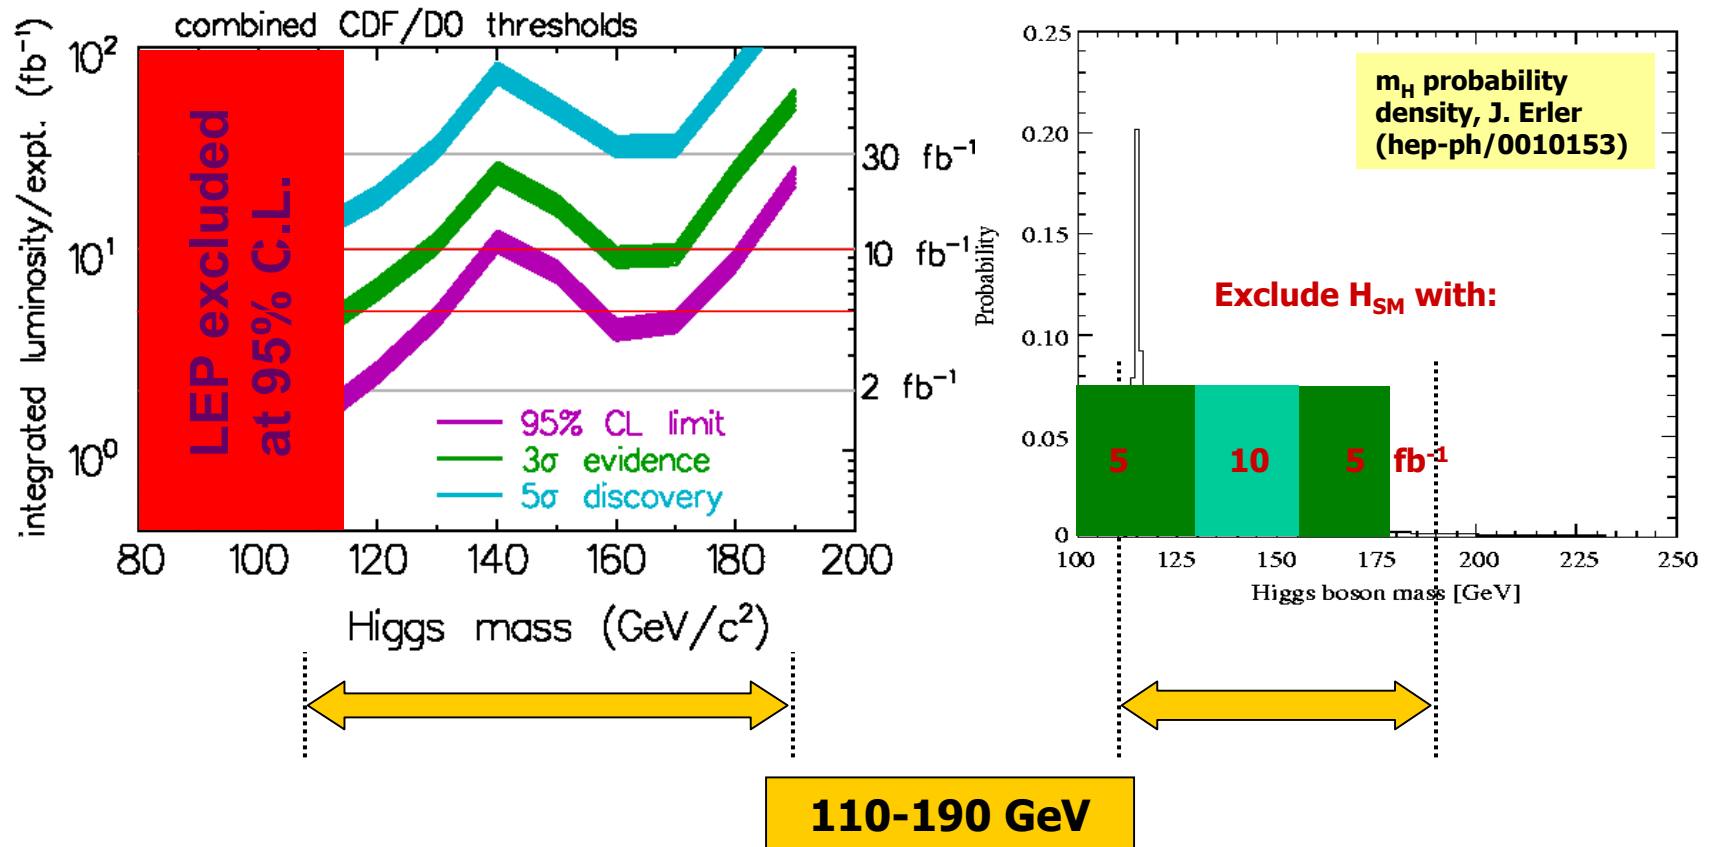 combined CDF/D0 thresholds
integrated luminosity/expt. (fb⁻¹)
10²
10¹
10⁰
LEP excluded
at 95% C.L.
30 fb⁻¹
10 fb⁻¹
2 fb⁻¹
95% CL limit
3σ evidence
5σ discovery
80 100 120 140 160 180 200
Higgs mass (GeV/c²)
0.25
0.20
0.15
0.10
0.05
0
Probability
m_H probability
density, J. Erler
(hep-ph/0010153)
Exclude H_SM with:
5 10 5 fb⁻¹
100 125 150 175 200 225 250
Higgs boson mass [GeV]
110-190 GeV